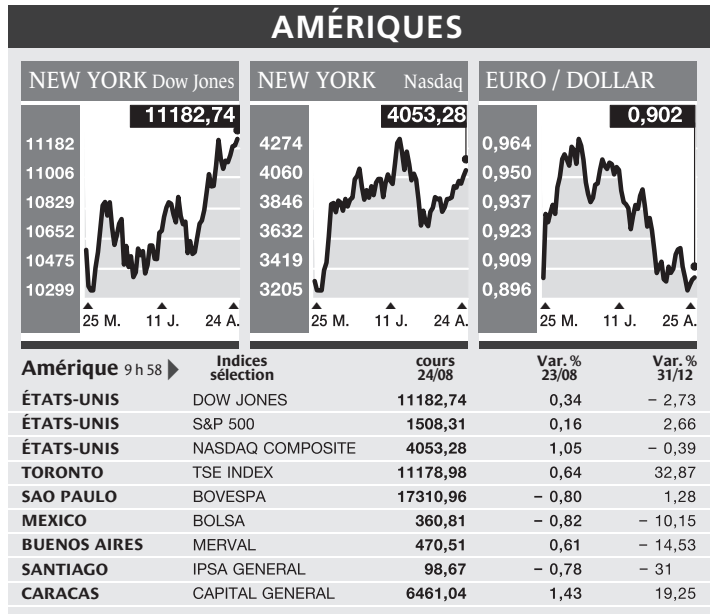 AMÉRIQUES
NEW YORK Dow Jones
11182,74
11182
11006
10829
10652
10475
10299
25 M. 11 J. 24 A.
NEW YORK Nasdaq
4053,28
4274
4060
3846
3632
3419
3205
25 M. 11 J. 24 A.
EURO / DOLLAR
0,902
0,964
0,950
0,937
0,923
0,909
0,896
25 M. 11 J. 25 A.
Amérique 9 h 58 Indices sélection cours 24/08 Var. % 23/08 Var. % 31/12
ÉTATS-UNIS DOW JONES 11182,74 0,34 – 2,73
ÉTATS-UNIS S&P 500 1508,31 0,16 2,66
ÉTATS-UNIS NASDAQ COMPOSITE 4053,28 1,05 – 0,39
TORONTO TSE INDEX 11178,98 0,64 32,87
SAO PAULO BOVESPA 17310,96 – 0,80 1,28
MEXICO BOLSA 360,81 – 0,82 – 10,15
BUENOS AIRES MERVAL 470,51 0,61 – 14,53
SANTIAGO IPSA GENERAL 98,67 – 0,78 – 31
CARACAS CAPITAL GENERAL 6461,04 1,43 19,25